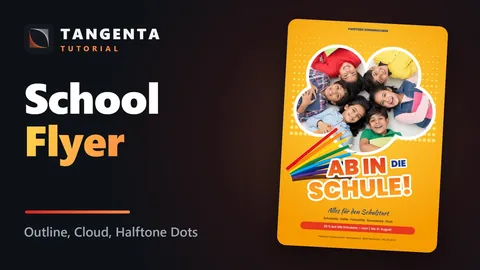 TANGENTA
TUTORIAL
School
Flyer
Outline, Cloud, Halftone Dots
AB IN DIE
SCHULE!
Alles für den Schulstart